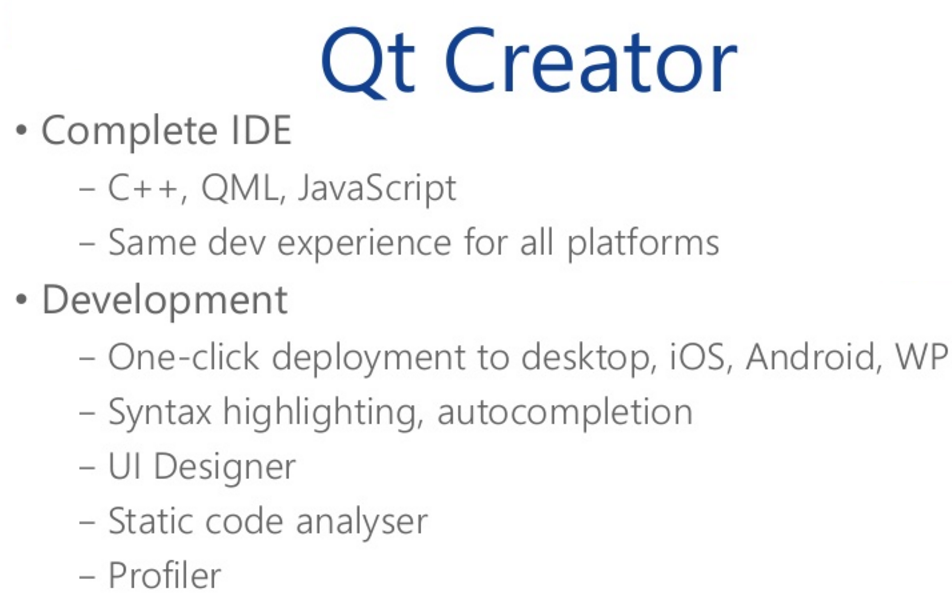 Qt Creator
• Complete IDE
– C++, QML, JavaScript
– Same dev experience for all platforms
• Development
– One-click deployment to desktop, iOS, Android, WP
– Syntax highlighting, autocompletion
– UI Designer
– Static code analyser
– Profiler